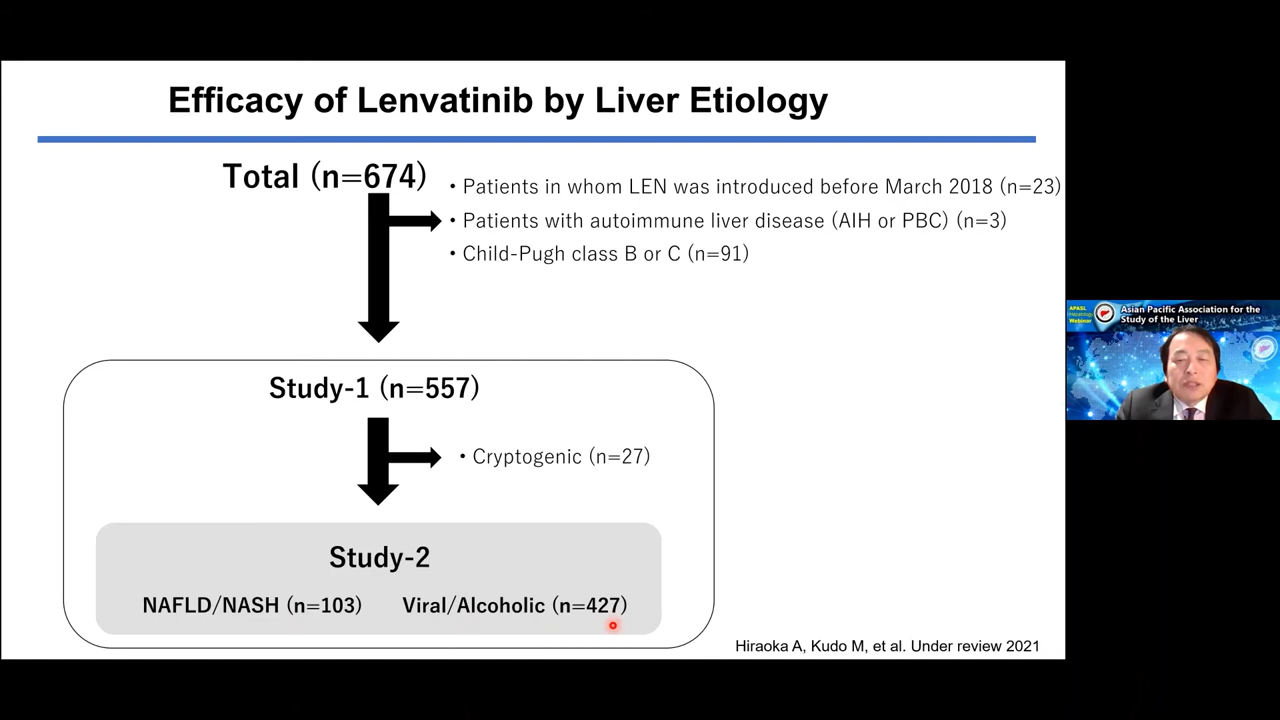 Efficacy of Lenvatinib by Liver Etiology
Total (n=674)
• Patients in whom LEN was introduced before March 2018 (n=23)
• Patients with autoimmune liver disease (AIH or PBC) (n=3)
• Child-Pugh class B or C (n=91)
Study-1 (n=557)
• Cryptogenic (n=27)
Study-2
NAFLD/NASH (n=103) Viral/Alcoholic (n=427)
Hiraoka A, Kudo M, et al. Under review 2021
APASL
Webinar
Asian Pacific Association for the
Study of the Liver